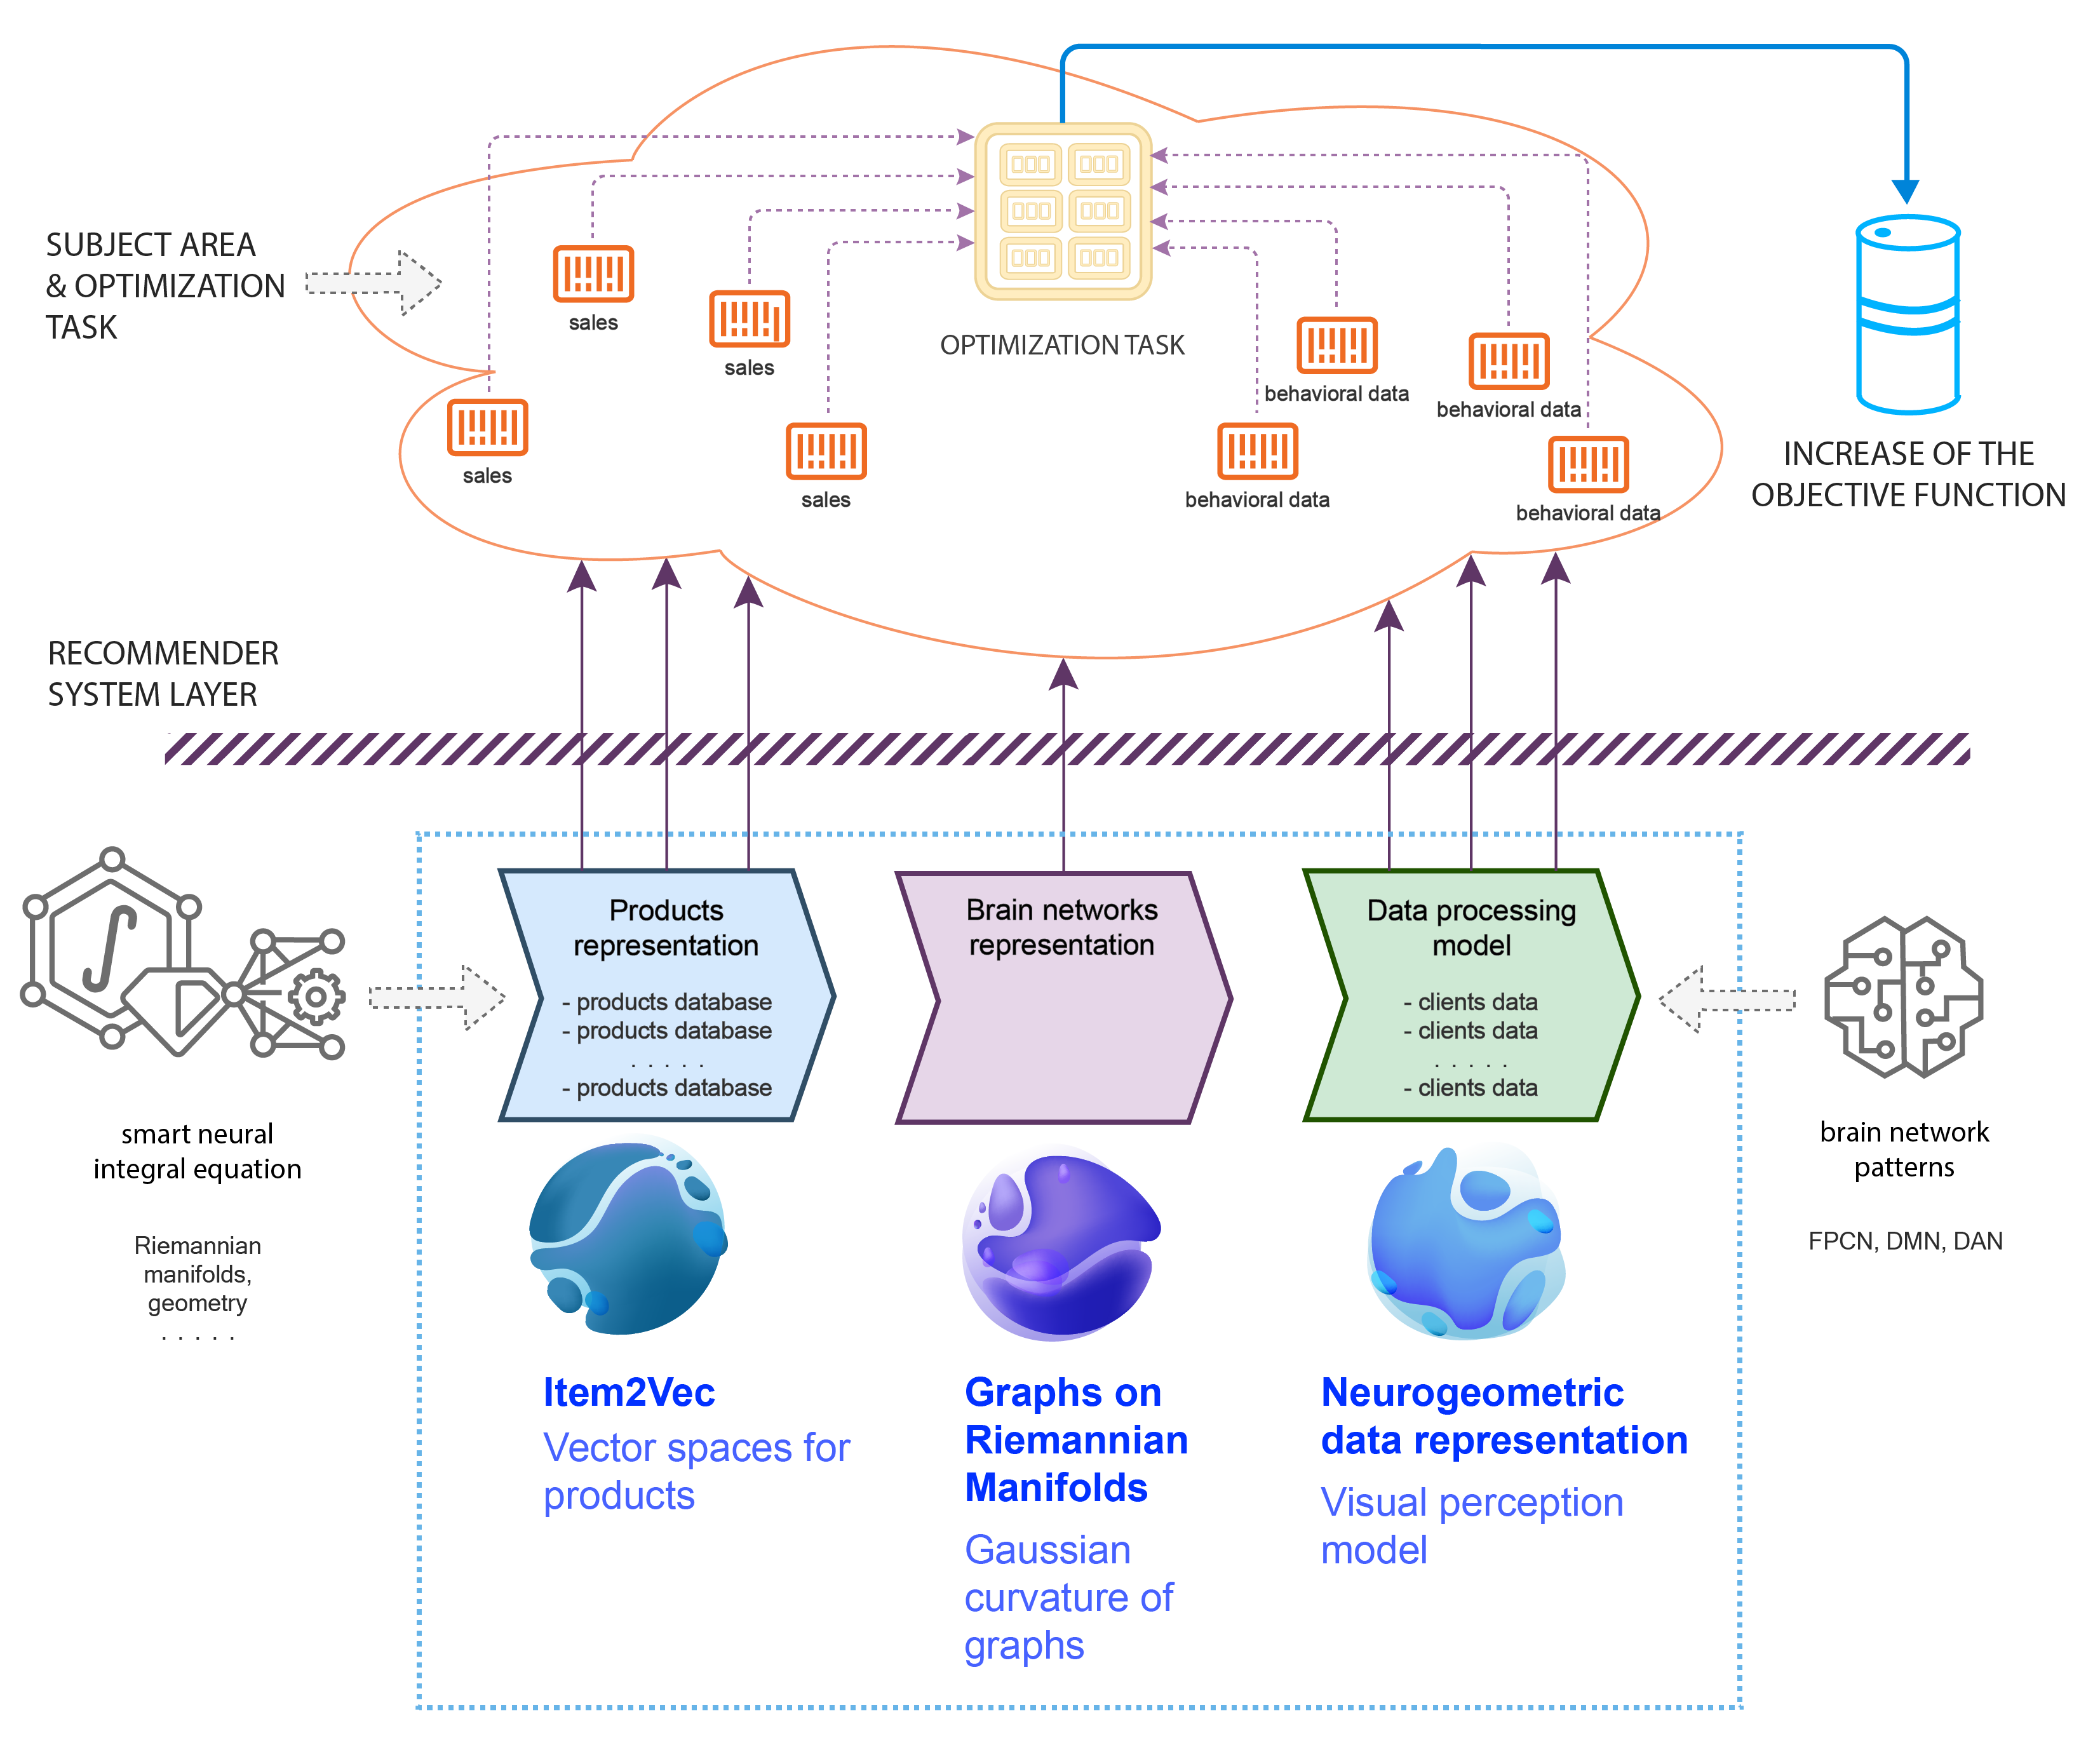 SUBJECT AREA
& OPTIMIZATION
TASK
sales
sales
sales
sales
OPTIMIZATION TASK
behavioral data
behavioral data
behavioral data
behavioral data
INCREASE OF THE
OBJECTIVE FUNCTION
RECOMMENDER
SYSTEM LAYER
smart neural
integral equation
Riemannian
manifolds,
geometry
. . . . .
Products
representation
- products database
- products database
. . . . .
- products database
Brain networks
representation
Data processing
model
- clients data
- clients data
. . . . .
- clients data
brain network
patterns
FPCN, DMN, DAN
Item2Vec
Vector spaces for
products
Graphs on
Riemannian
Manifolds
Gaussian
curvature of
graphs
Neurogeometric
data representation
Visual perception
model